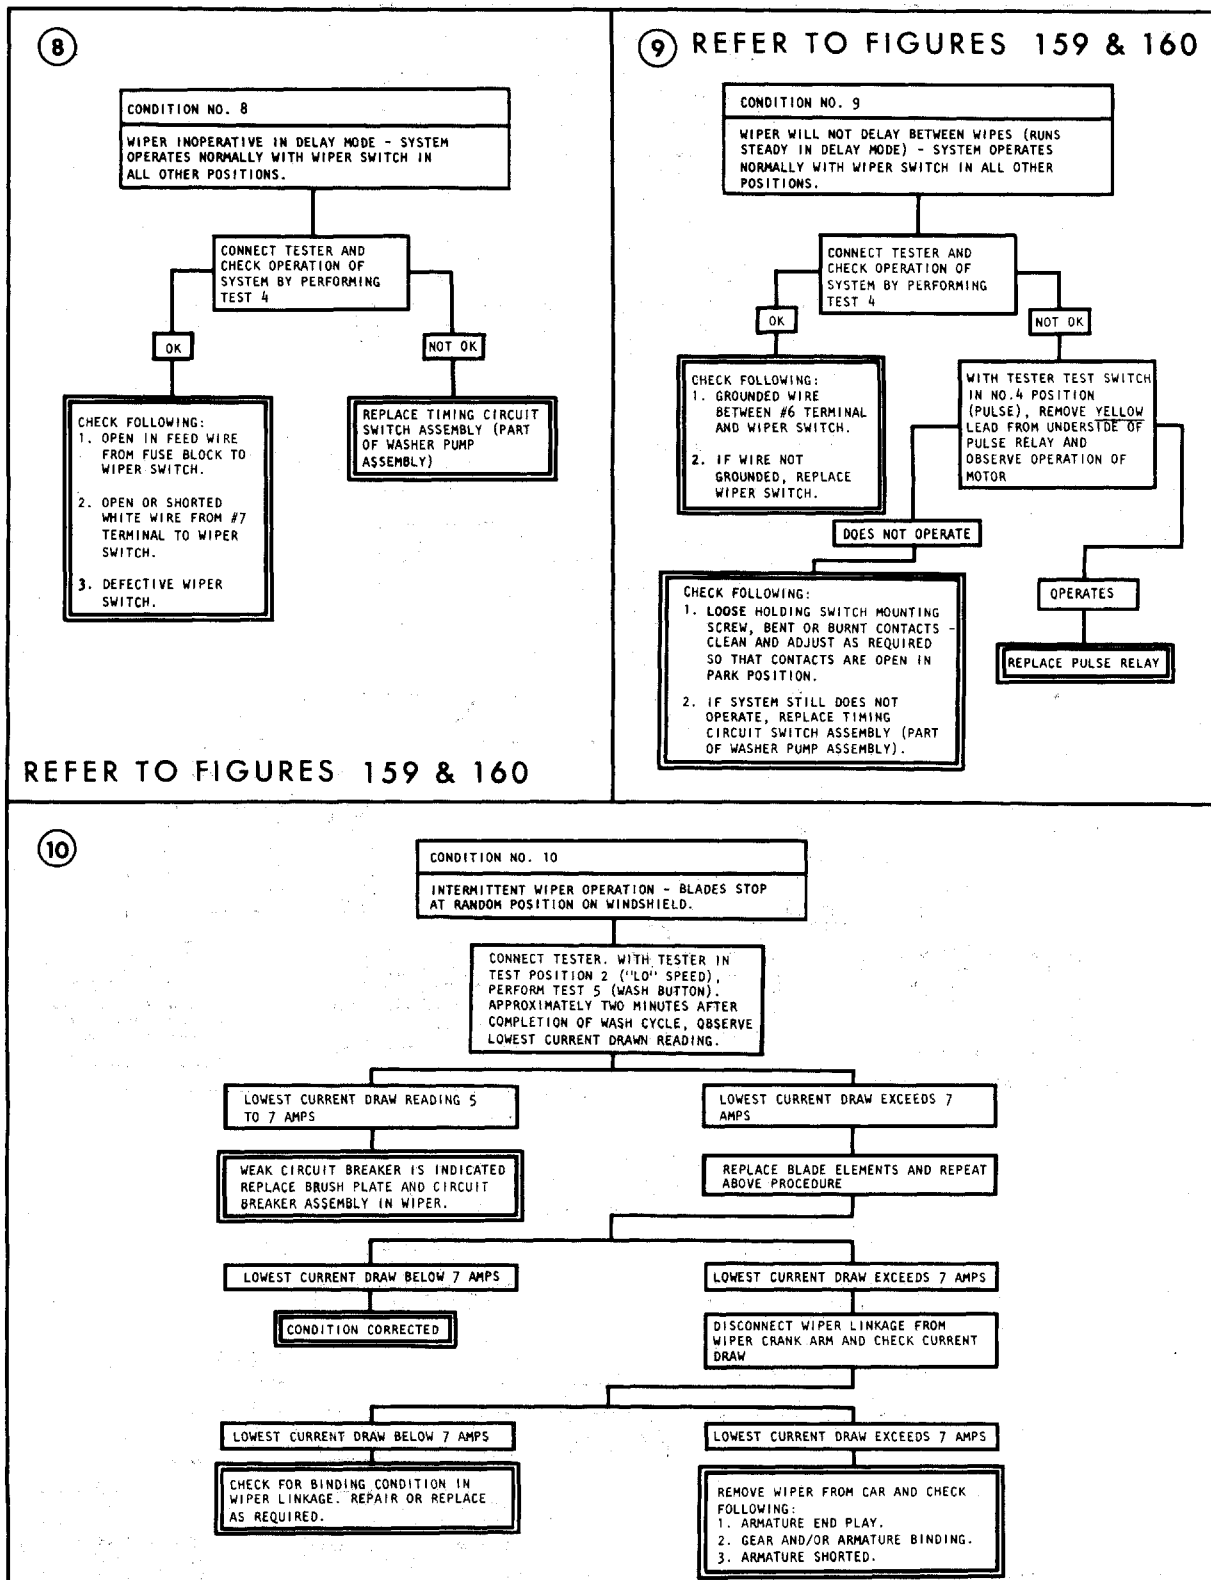 8
CONDITION NO. 8
WIPER INOPERATIVE IN DELAY MODE - SYSTEM
OPERATES NORMALLY WITH WIPER SWITCH IN
ALL OTHER POSITIONS.
CONNECT TESTER AND
CHECK OPERATION OF
SYSTEM BY PERFORMING
TEST 4
OK
NOT OK
CHECK FOLLOWING:
1. OPEN IN FEED WIRE
FROM FUSE BLOCK TO
WIPER SWITCH.
2. OPEN OR SHORTED
WHITE WIRE FROM #7
TERMINAL TO WIPER
SWITCH.
3. DEFECTIVE WIPER
SWITCH.
REPLACE TIMING CIRCUIT
SWITCH ASSEMBLY (PART
OF WASHER PUMP
ASSEMBLY)
REFER TO FIGURES 159 & 160
9 REFER TO FIGURES 159 & 160
CONDITION NO. 9
WIPER WILL NOT DELAY BETWEEN WIPES (RUNS
STEADY IN DELAY MODE) - SYSTEM OPERATES
NORMALLY WITH WIPER SWITCH IN ALL OTHER
POSITIONS.
CONNECT TESTER AND
CHECK OPERATION OF
SYSTEM BY PERFORMING
TEST 4
OK
NOT OK
CHECK FOLLOWING:
1. GROUNDED WIRE
BETWEEN #6 TERMINAL
AND WIPER SWITCH.
2. IF WIRE NOT
GROUNDED, REPLACE
WIPER SWITCH.
WITH TESTER TEST SWITCH
IN NO.4 POSITION
(PULSE), REMOVE YELLOW
LEAD FROM UNDERSIDE OF
PULSE RELAY AND
OBSERVE OPERATION OF
MOTOR
DOES NOT OPERATE
OPERATES
CHECK FOLLOWING:
1. LOOSE HOLDING SWITCH MOUNTING
SCREW, BENT OR BURNT CONTACTS -
CLEAN AND ADJUST AS REQUIRED
SO THAT CONTACTS ARE OPEN IN
PARK POSITION.
2. IF SYSTEM STILL DOES NOT
OPERATE, REPLACE TIMING
CIRCUIT SWITCH ASSEMBLY (PART
OF WASHER PUMP ASSEMBLY).
REPLACE PULSE RELAY
10
CONDITION NO. 10
INTERMITTENT WIPER OPERATION - BLADES STOP
AT RANDOM POSITION ON WINDSHIELD.
CONNECT TESTER. WITH TESTER IN
TEST POSITION 2 ("LO" SPEED),
PERFORM TEST 5 (WASH BUTTON).
APPROXIMATELY TWO MINUTES AFTER
COMPLETION OF WASH CYCLE, OBSERVE
LOWEST CURRENT DRAWN READING.
LOWEST CURRENT DRAW READING 5
TO 7 AMPS
LOWEST CURRENT DRAW EXCEEDS 7
AMPS
WEAK CIRCUIT BREAKER IS INDICATED
REPLACE BRUSH PLATE AND CIRCUIT
BREAKER ASSEMBLY IN WIPER.
REPLACE BLADE ELEMENTS AND REPEAT
ABOVE PROCEDURE
LOWEST CURRENT DRAW BELOW 7 AMPS
LOWEST CURRENT DRAW EXCEEDS 7 AMPS
CONDITION CORRECTED
DISCONNECT WIPER LINKAGE FROM
WIPER CRANK ARM AND CHECK CURRENT
DRAW
LOWEST CURRENT DRAW BELOW 7 AMPS
LOWEST CURRENT DRAW EXCEEDS 7 AMPS
CHECK FOR BINDING CONDITION IN
WIPER LINKAGE. REPAIR OR REPLACE
AS REQUIRED.
REMOVE WIPER FROM CAR AND CHECK
FOLLOWING:
1. ARMATURE END PLAY.
2. GEAR AND/OR ARMATURE BINDING.
3. ARMATURE SHORTED.